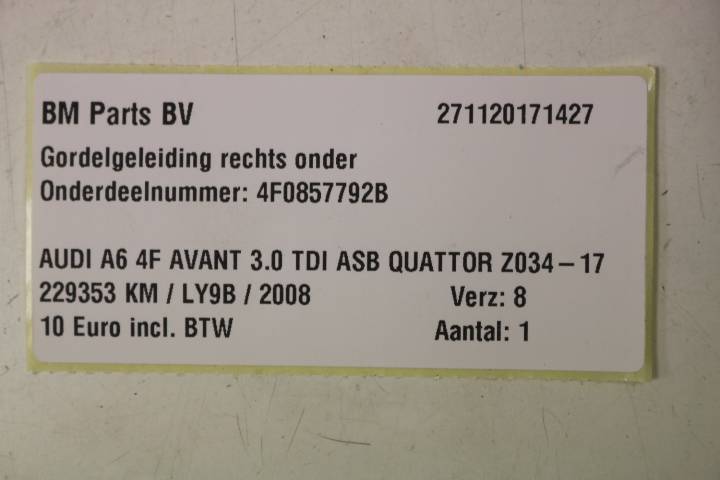 BM Parts BV 271120171427
Gordelgeleiding rechts onder
Onderdeelnummer: 4F0857792B
AUDI A6 4F AVANT 3.0 TDI ASB QUATTOR Z034-17
229353 KM / LY9B / 2008 Verz: 8
10 Euro incl. BTW Aantal: 1